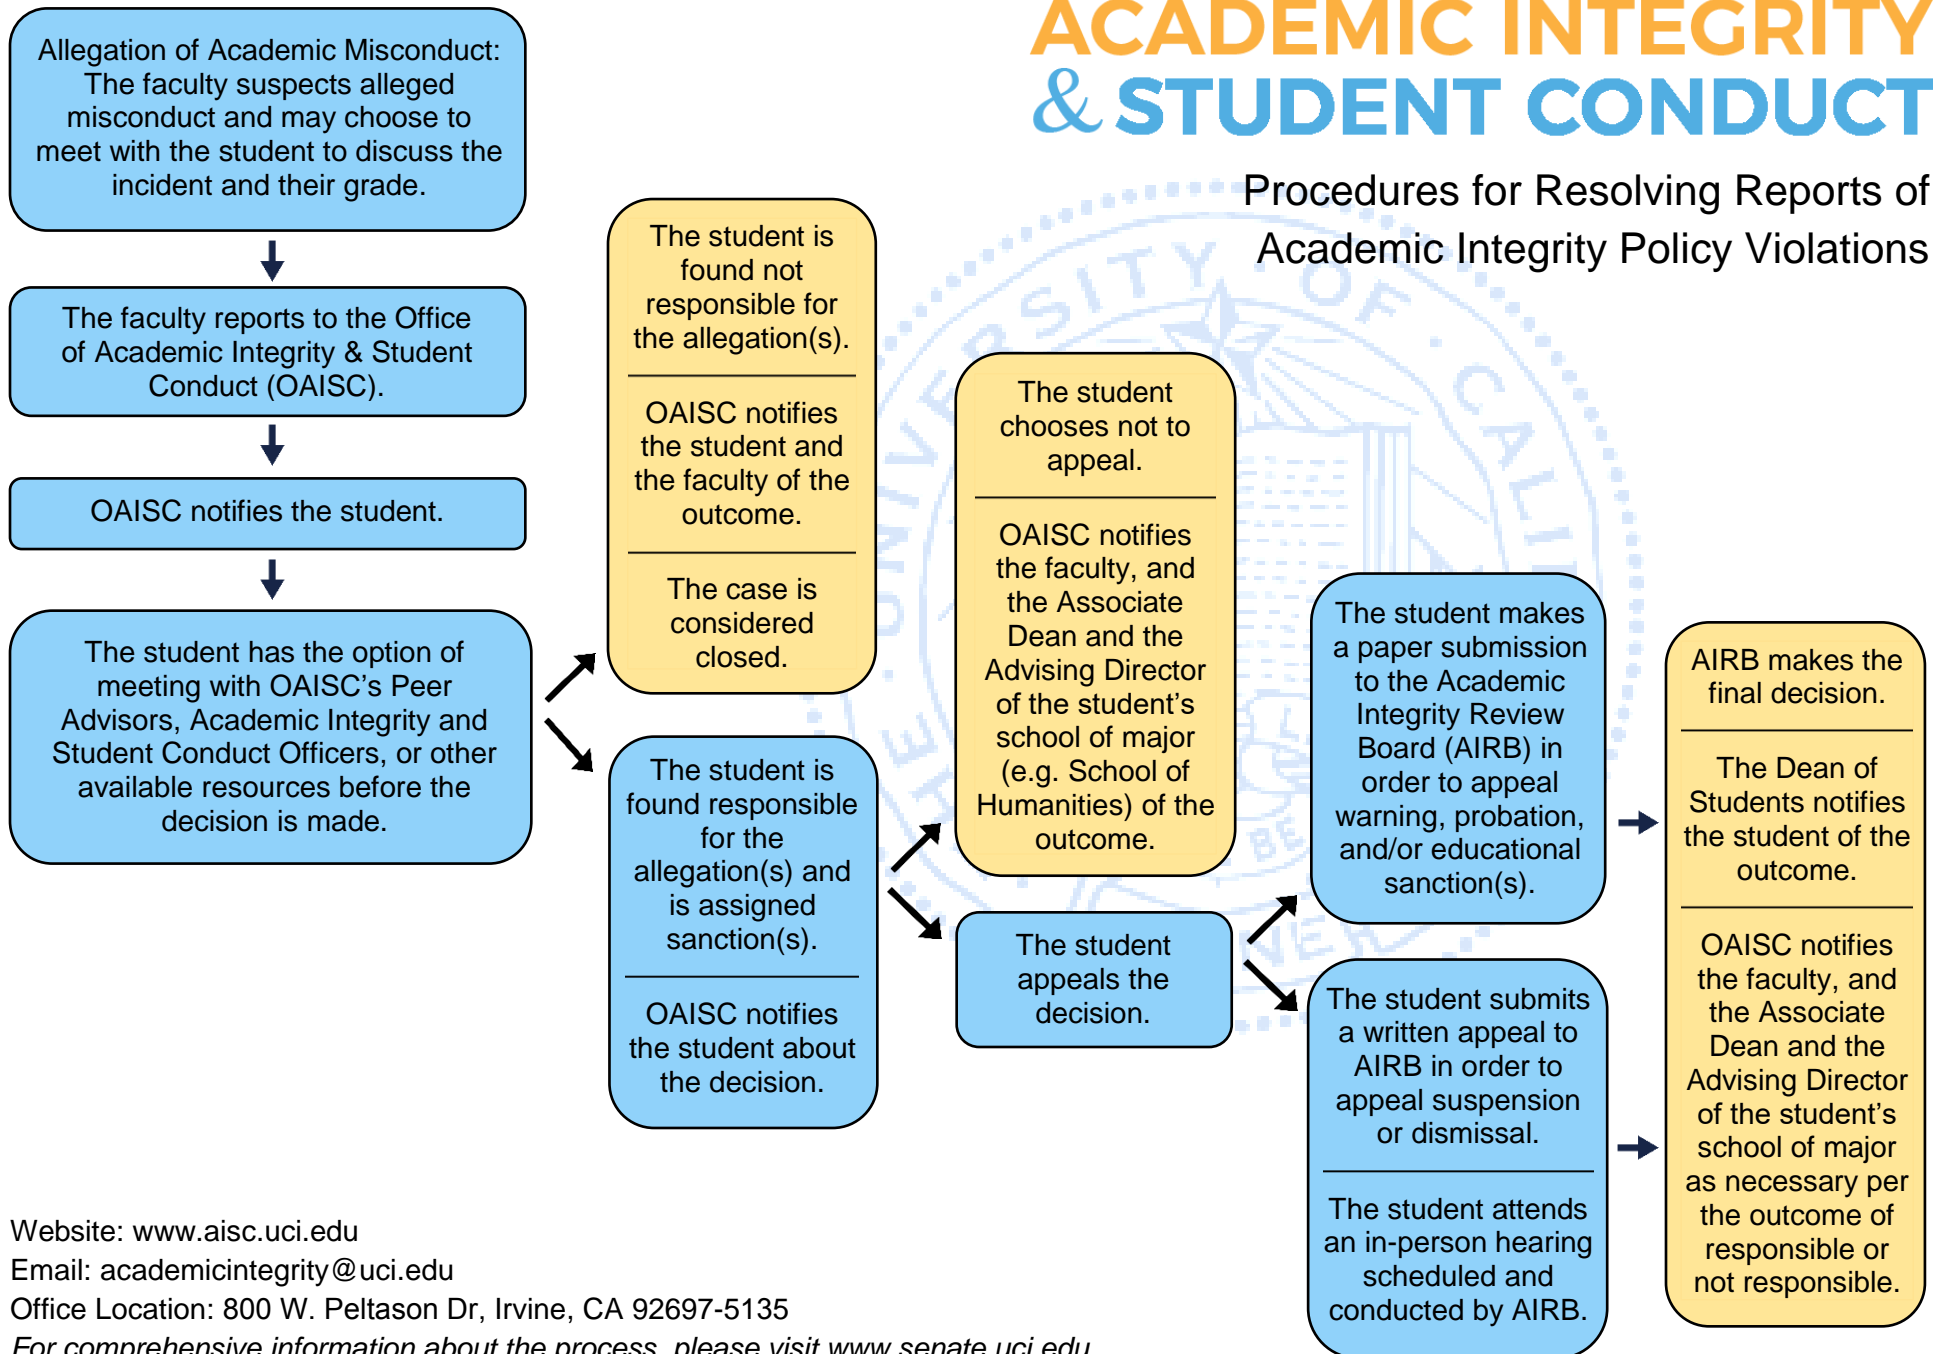 ACADEMIC INTEGRITY
& STUDENT CONDUCT
Procedures for Resolving Reports of
Academic Integrity Policy Violations
Allegation of Academic Misconduct:
The faculty suspects alleged
misconduct and may choose to
meet with the student to discuss the
incident and their grade.
The faculty reports to the Office
of Academic Integrity & Student
Conduct (OAISC).
OAISC notifies the student.
The student has the option of
meeting with OAISC’s Peer
Advisors, Academic Integrity and
Student Conduct Officers, or other
available resources before the
decision is made.
The student is
found not
responsible for
the allegation(s).
OAISC notifies
the student and
the faculty of the
outcome.
The case is
considered
closed.
The student is
found responsible
for the
allegation(s) and
is assigned
sanction(s).
OAISC notifies
the student about
the decision.
The student
chooses not to
appeal.
OAISC notifies
the faculty, and
the Associate
Dean and the
Advising Director
of the student’s
school of major
(e.g. School of
Humanities) of the
outcome.
The student
appeals the
decision.
The student makes
a paper submission
to the Academic
Integrity Review
Board (AIRB) in
order to appeal
warning, probation,
and/or educational
sanction(s).
The student submits
a written appeal to
AIRB in order to
appeal suspension
or dismissal.
The student attends
an in-person hearing
scheduled and
conducted by AIRB.
AIRB makes the
final decision.
The Dean of
Students notifies
the student of the
outcome.
OAISC notifies
the faculty, and
the Associate
Dean and the
Advising Director
of the student’s
school of major
as necessary per
the outcome of
responsible or
not responsible.
Website: www.aisc.uci.edu
Email: academicintegrity@uci.edu
Office Location: 800 W. Peltason Dr, Irvine, CA 92697-5135
For comprehensive information about the process, please visit www.senate.uci.edu